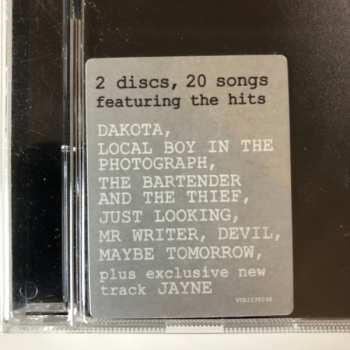 2 discs, 20 songs
featuring the hits
DAKOTA,
LOCAL BOY IN THE
PHOTOGRAPH,
THE BARTENDER
AND THE THIEF,
JUST LOOKING,
MR WRITER, DEVIL,
MAYBE TOMORROW,
plus exclusive new
track JAYNE